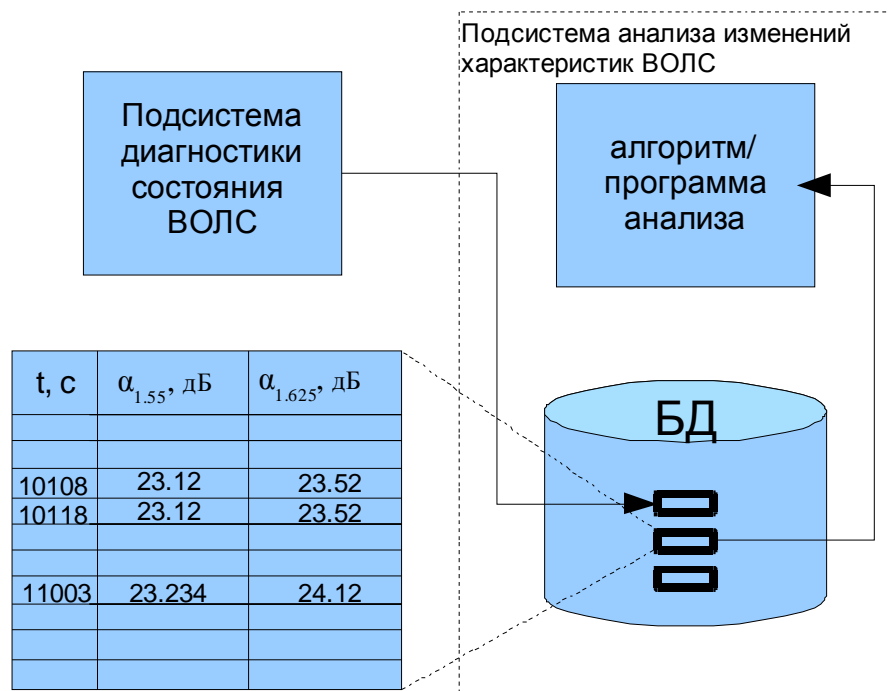 Подсистема анализа изменений
характеристик ВОЛС
Подсистема
диагностики
состояния
ВОЛС
алгоритм/
программа
анализа
t, с α1.55, дБ α1.625, дБ
10108 23.12 23.52
10118 23.12 23.52
11003 23.234 24.12
БД